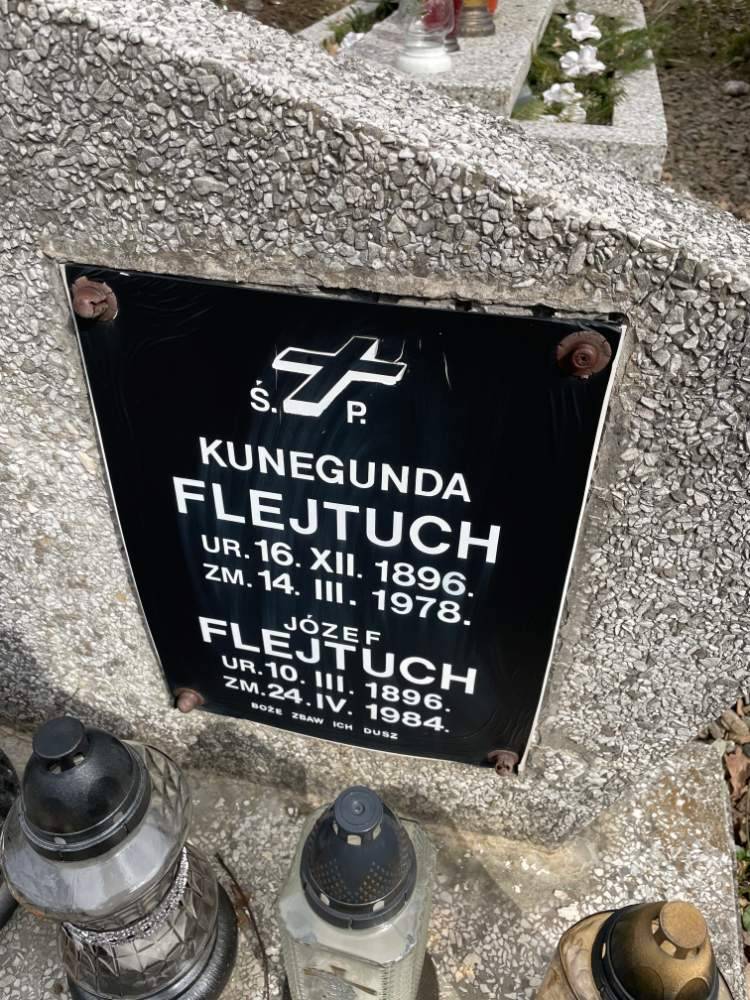 Ś. P.
KUNEGUNDA
FLEJTUCH
UR. 16. XII. 1896.
ZM. 14. III. 1978.
JÓZEF
FLEJTUCH
UR. 10. III. 1896.
ZM. 24. IV. 1984.
BOŻE ZBAW ICH DUSZ